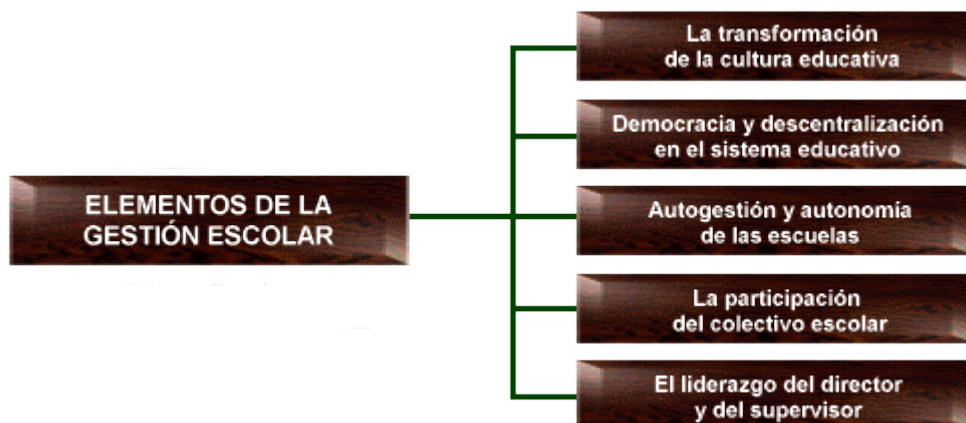 ELEMENTOS DE LA
GESTIÓN ESCOLAR
La transformación
de la cultura educativa
Democracia y descentralización
en el sistema educativo
Autogestión y autonomía
de las escuelas
La participación
del colectivo escolar
El liderazgo del director
y del supervisor